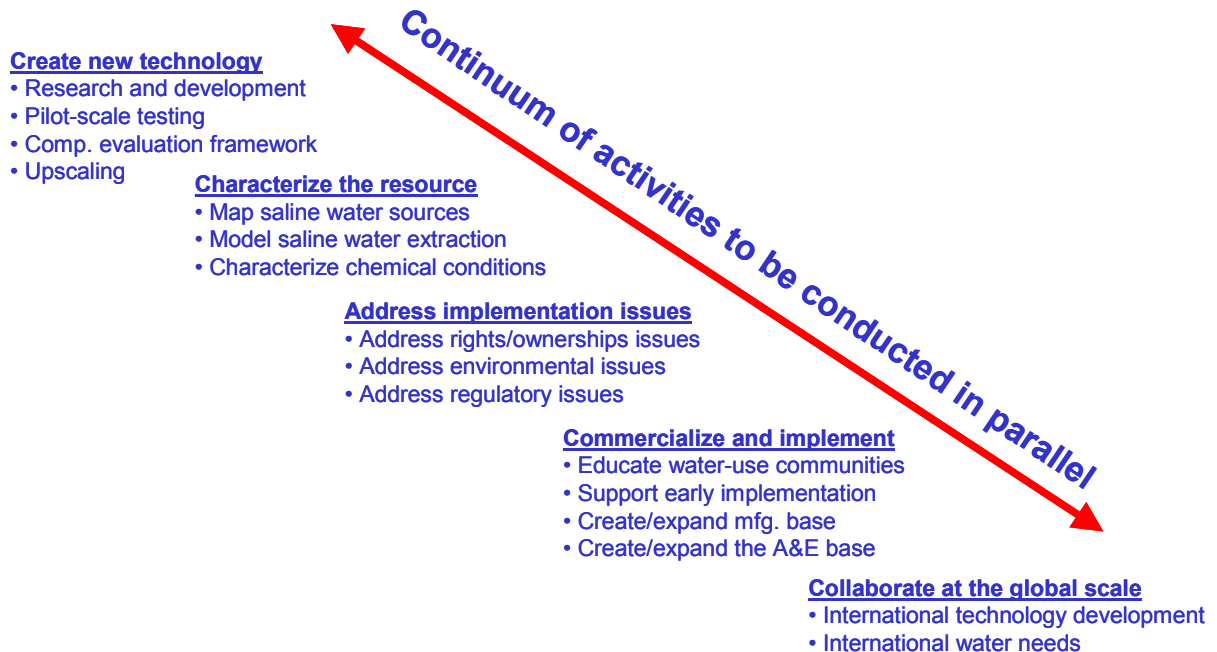 Continuum of activities to be conducted in parallel
Create new technology
• Research and development
• Pilot-scale testing
• Comp. evaluation framework
• Upscaling
Characterize the resource
• Map saline water sources
• Model saline water extraction
• Characterize chemical conditions
Address implementation issues
• Address rights/ownerships issues
• Address environmental issues
• Address regulatory issues
Commercialize and implement
• Educate water-use communities
• Support early implementation
• Create/expand mfg. base
• Create/expand the A&E base
Collaborate at the global scale
• International technology development
• International water needs